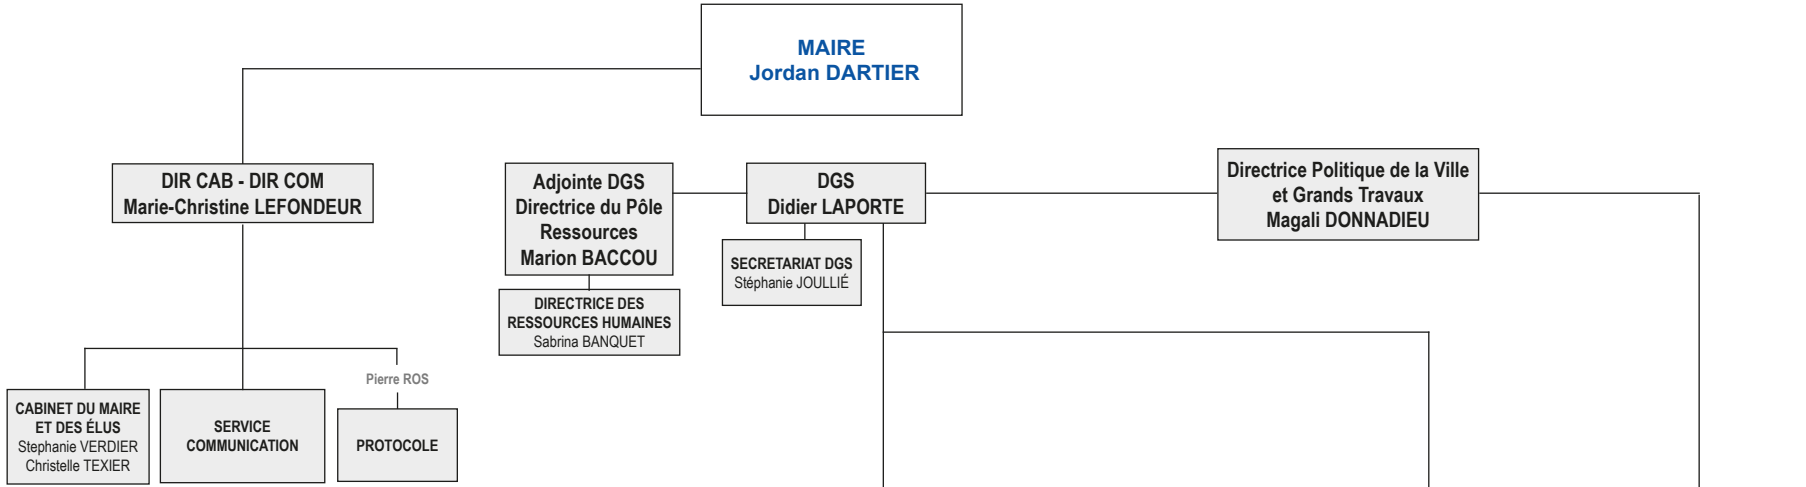 MAIRE
Jordan DARTIER
DIR CAB - DIR COM
Marie-Christine LEFONDEUR
Adjointe DGS
Directrice du Pôle
Ressources
Marion BACCOU
DGS
Didier LAPORTE
Directrice Politique de la Ville
et Grands Travaux
Magali DONNADIEU
SECRETARIAT DGS
Stéphanie JOULLIÉ
DIRECTRICE DES
RESSOURCES HUMAINES
Sabrina BANQUET
Pierre ROS
CABINET DU MAIRE
ET DES ÉLUS
Stephanie VERDIER
Christelle TEXIER
SERVICE
COMMUNICATION
PROTOCOLE